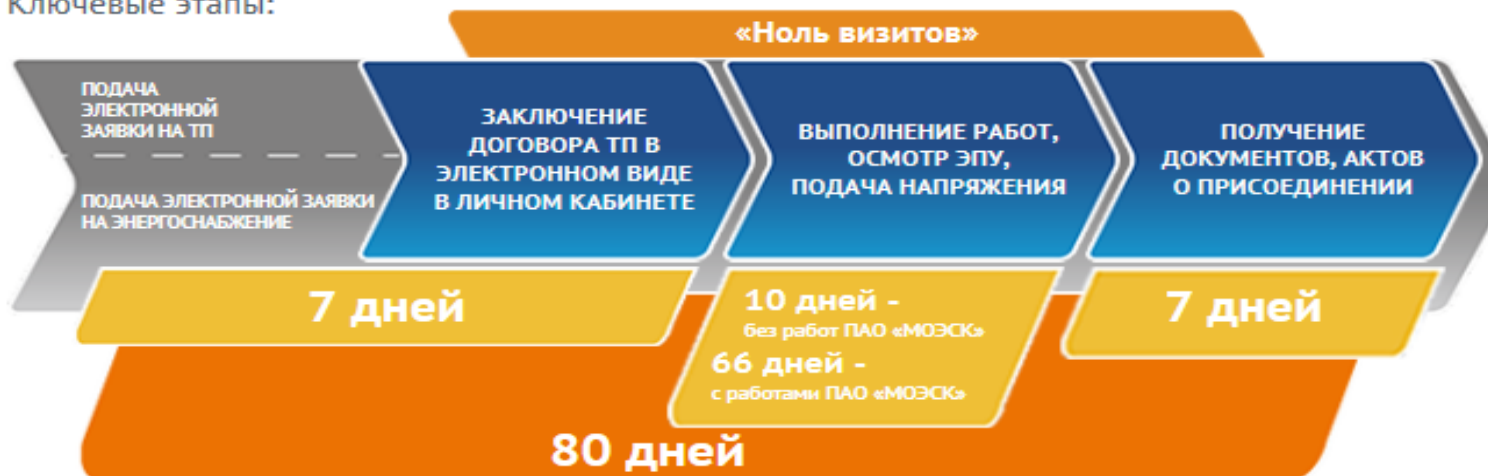 Ключевые этапы:
«Ноль визитов»
ПОДАЧА
ЭЛЕКТРОННОЙ
ЗАЯВКИ НА ТП
ПОДАЧА ЭЛЕКТРОННОЙ ЗАЯВКИ
НА ЭНЕРГОСНАБЖЕНИЕ
ЗАКЛЮЧЕНИЕ
ДОГОВОРА ТП В
ЭЛЕКТРОННОМ ВИДЕ
В ЛИЧНОМ КАБИНЕТЕ
ВЫПОЛНЕНИЕ РАБОТ,
ОСМОТР ЭПУ,
ПОДАЧА НАПРЯЖЕНИЯ
ПОЛУЧЕНИЕ
ДОКУМЕНТОВ, АКТОВ
О ПРИСОЕДИНЕНИИ
7 дней
10 дней -
без работ ПАО «МОЭСК»
66 дней -
с работами ПАО «МОЭСК»
7 дней
80 дней